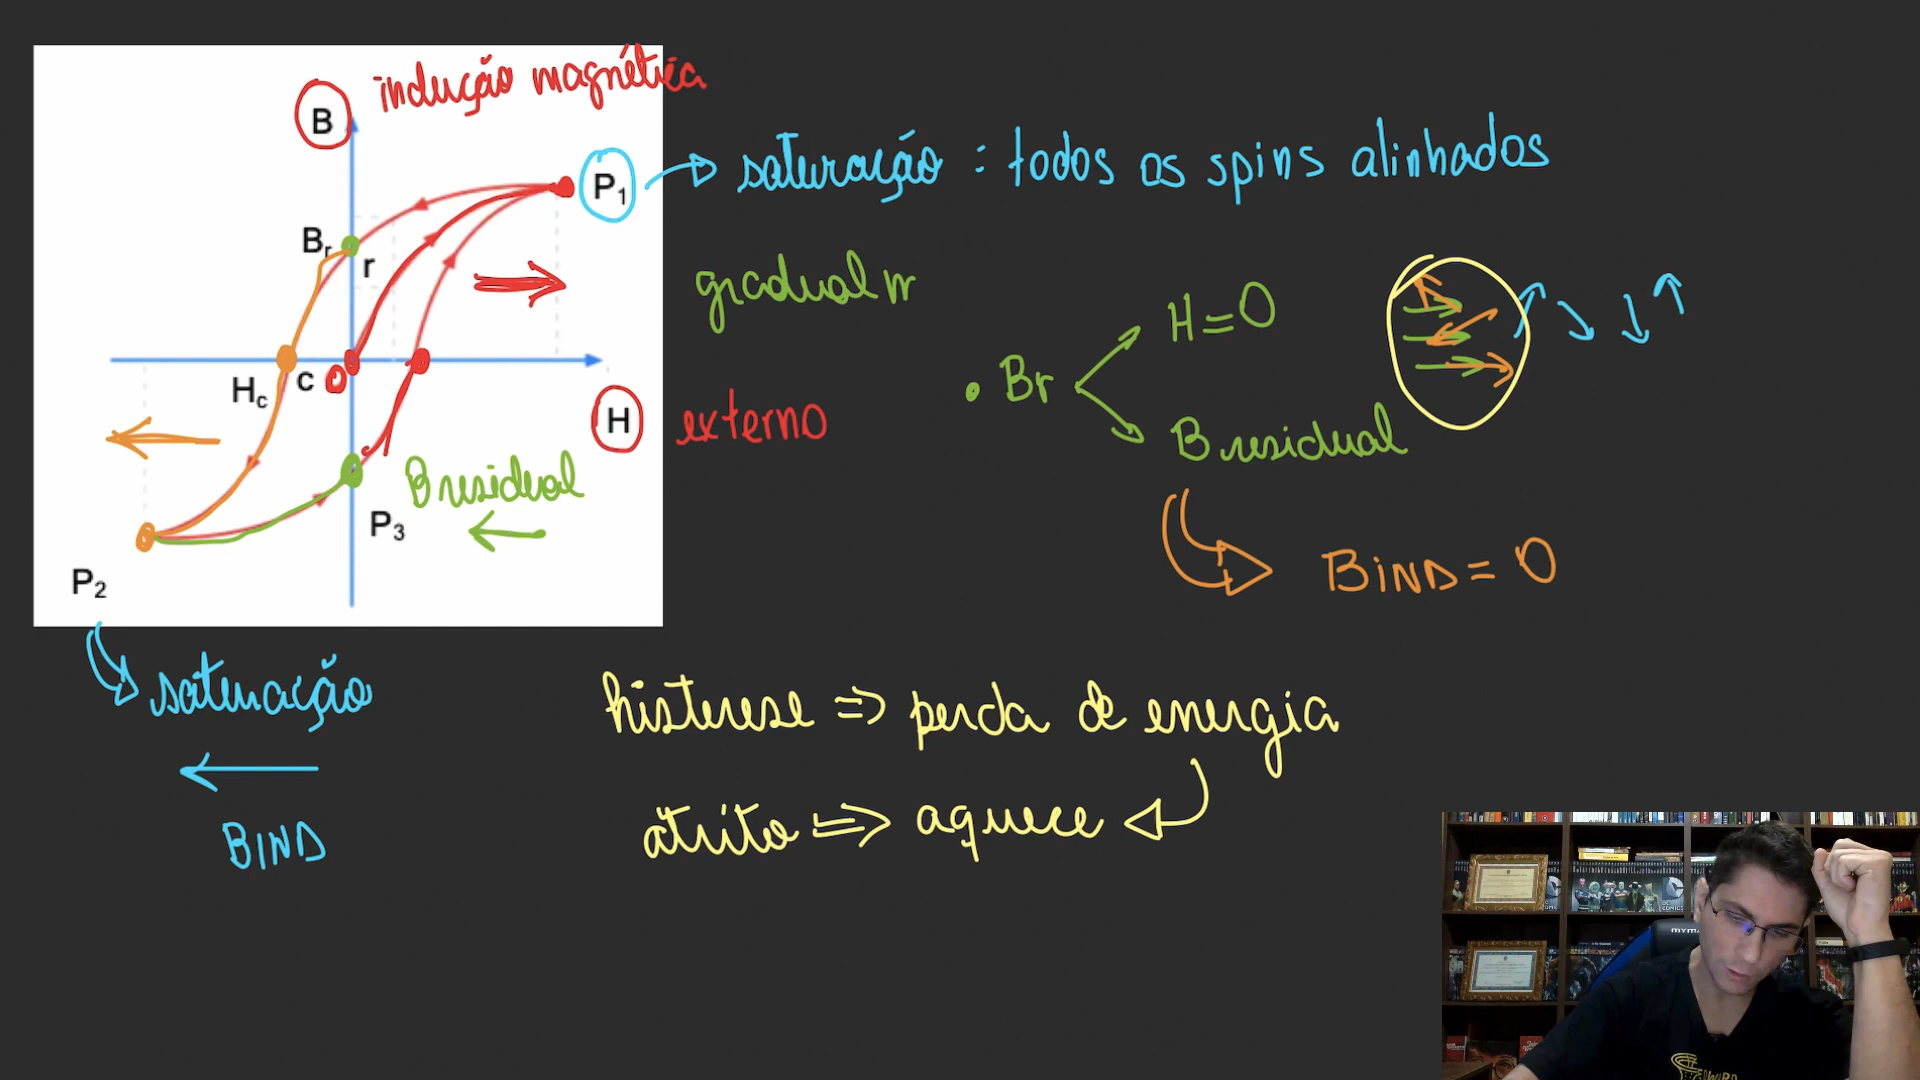 B indução magnética
P1 → saturação : todos os spins alinhados
Br
r
gradual m
H = 0
Hc
c
0
H
externo
• Br
B residual
B residual
P3
BIND = 0
P2
saturação
BIND
histerese => perda de energia
atrito => aquece